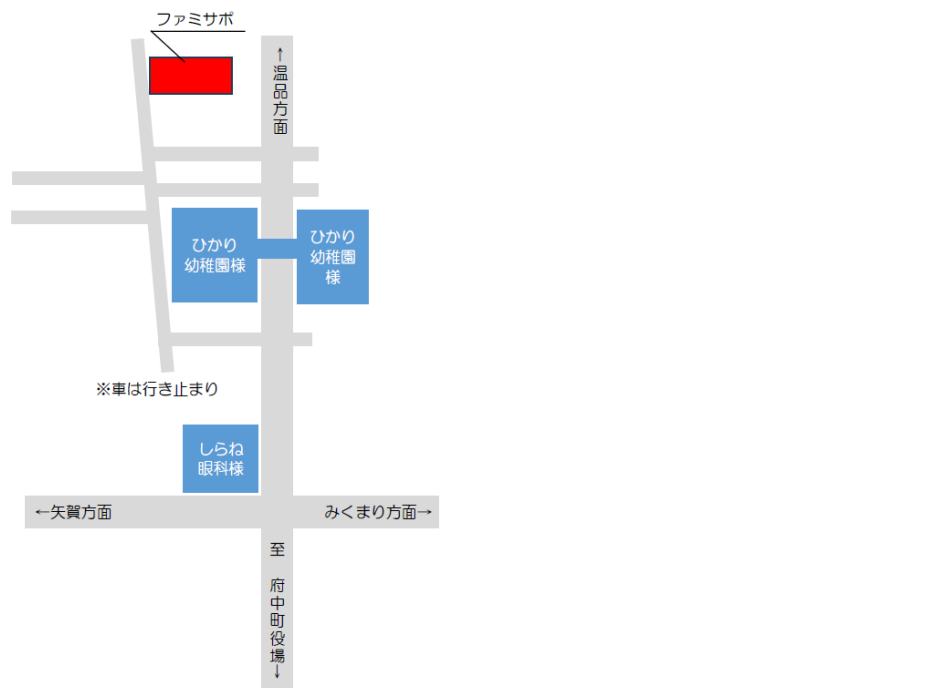 ファミサポ
↑温品方面
ひかり
幼稚園様
ひかり
幼稚園
様
※車は行き止まり
しらね
眼科様
←矢賀方面
みくまり方面→
至　府中町役場↓